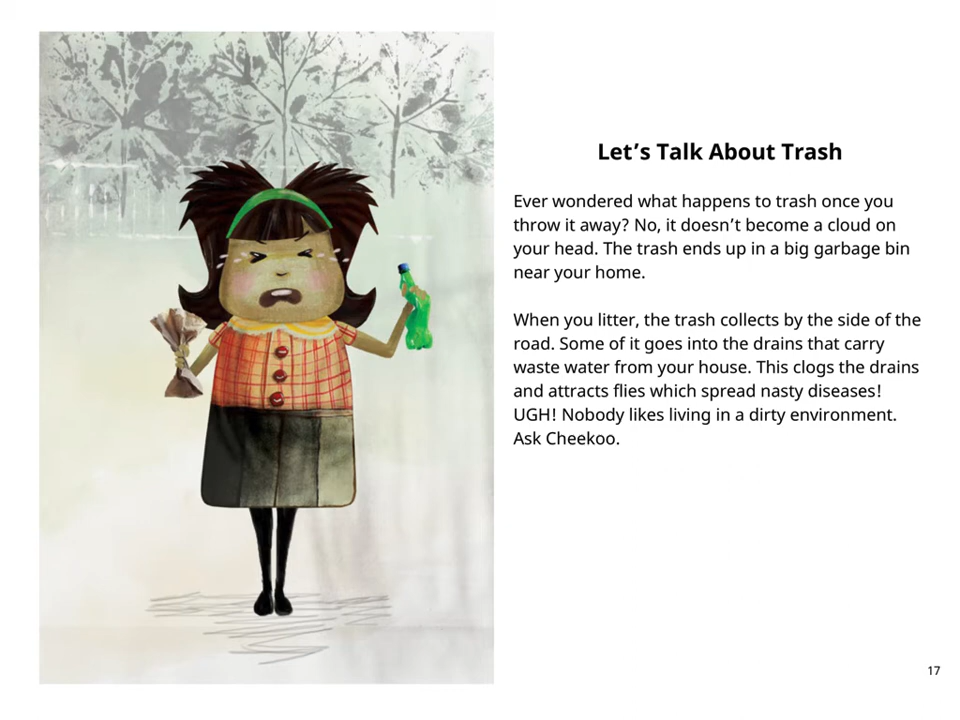 Let’s Talk About Trash
Ever wondered what happens to trash once you
throw it away? No, it doesn’t become a cloud on
your head. The trash ends up in a big garbage bin
near your home.
When you litter, the trash collects by the side of the
road. Some of it goes into the drains that carry
waste water from your house. This clogs the drains
and attracts flies which spread nasty diseases!
UGH! Nobody likes living in a dirty environment.
Ask Cheekoo.
17